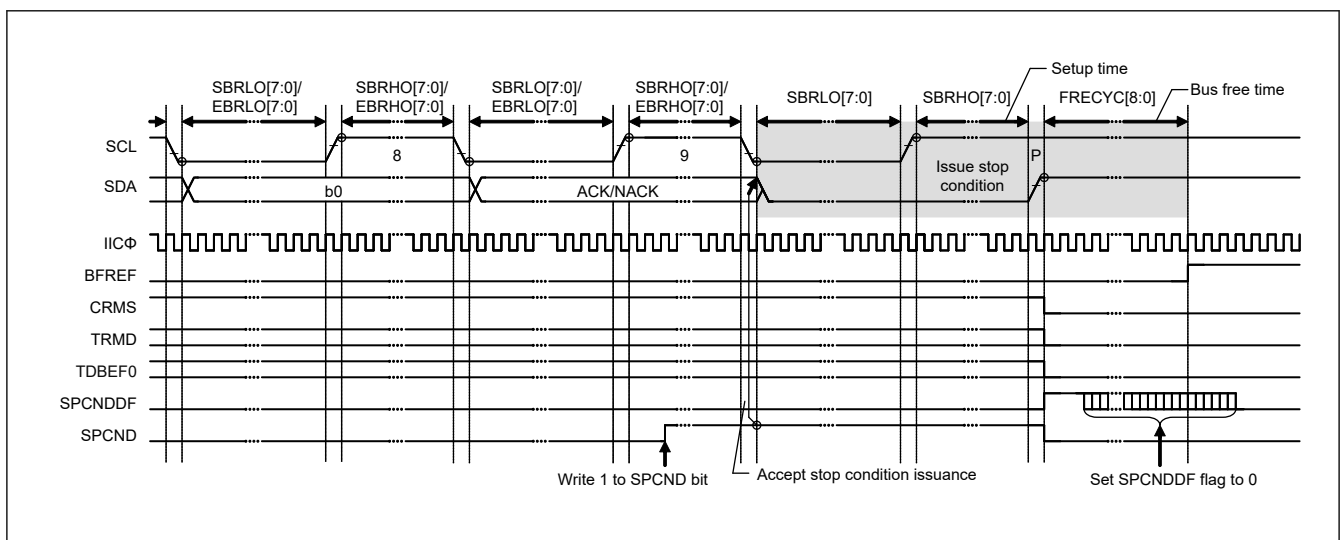 Setup time
SBRLO[7:0]/
EBRLO[7:0]
SBRHO[7:0]/
EBRHO[7:0]
SBRLO[7:0]/
EBRLO[7:0]
SBRHO[7:0]/
EBRHO[7:0]
SBRLO[7:0]
SBRHO[7:0]
FRECYC[8:0]
Bus free time
SCL
8
9
Issue stop
condition
P
SDA
b0
ACK/NACK
IICΦ
BFREF
CRMS
TRMD
TDBEF0
SPCNDDF
SPCND
Write 1 to SPCND bit
Accept stop condition issuance
Set SPCNDDF flag to 0